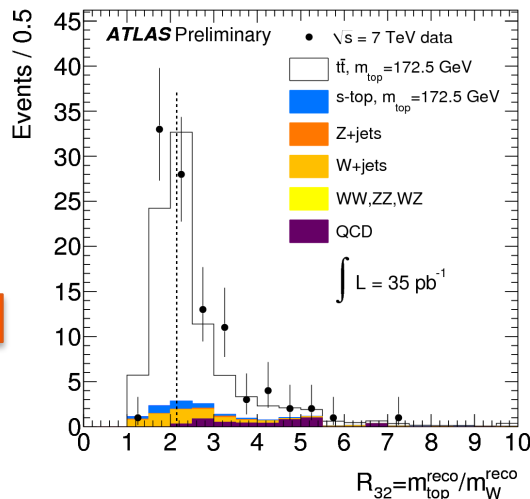 Events / 0.5
45
40
35
30
25
20
15
10
5
0
ATLAS Preliminary
√s = 7 TeV data
tt̄, m_top=172.5 GeV
s-top, m_top=172.5 GeV
Z+jets
W+jets
WW,ZZ,WZ
QCD
∫ L = 35 pb⁻¹
0 1 2 3 4 5 6 7 8 9 10
R₃₂=m_top^reco/m_W^reco